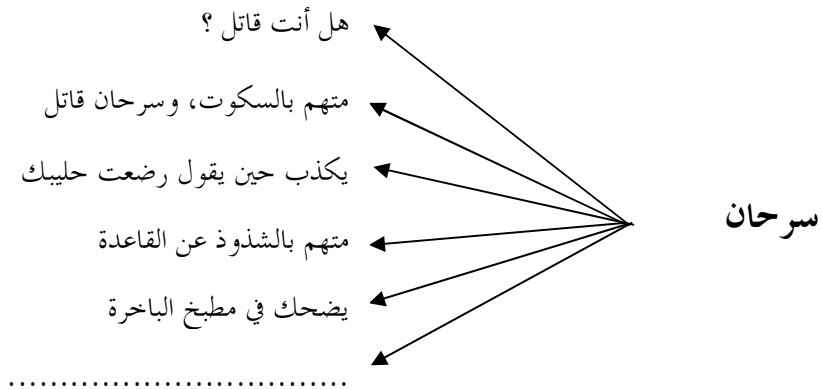 هل أنت قاتل ؟
متهم بالسكوت، وسرحان قاتل
يكذب حين يقول رضعت حليبك
سرحان
متهم بالشذوذ عن القاعدة
يضحك في مطبخ الباخرة
................................